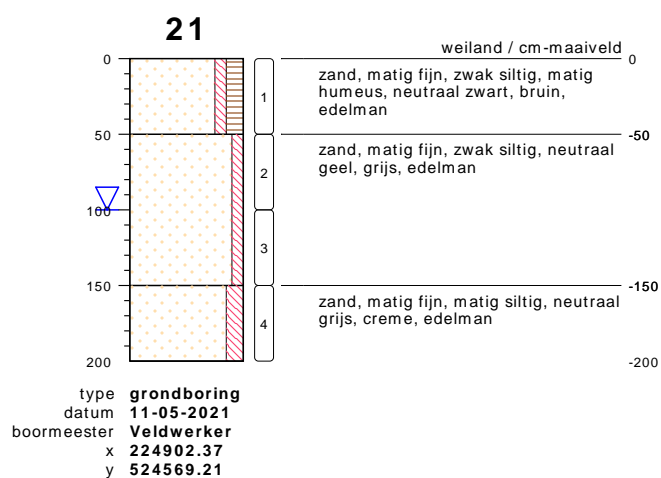 21
weiland / cm-maaiveld
0
0
1
zand, matig fijn, zwak siltig, matig
humeus, neutraal zwart, bruin,
edelman
50
-50
2
zand, matig fijn, zwak siltig, neutraal
geel, grijs, edelman
100
3
150
-150
4
zand, matig fijn, matig siltig, neutraal
grijs, creme, edelman
200
-200
type grondboring
datum 11-05-2021
boormeester Veldwerker
x 224902.37
y 524569.21